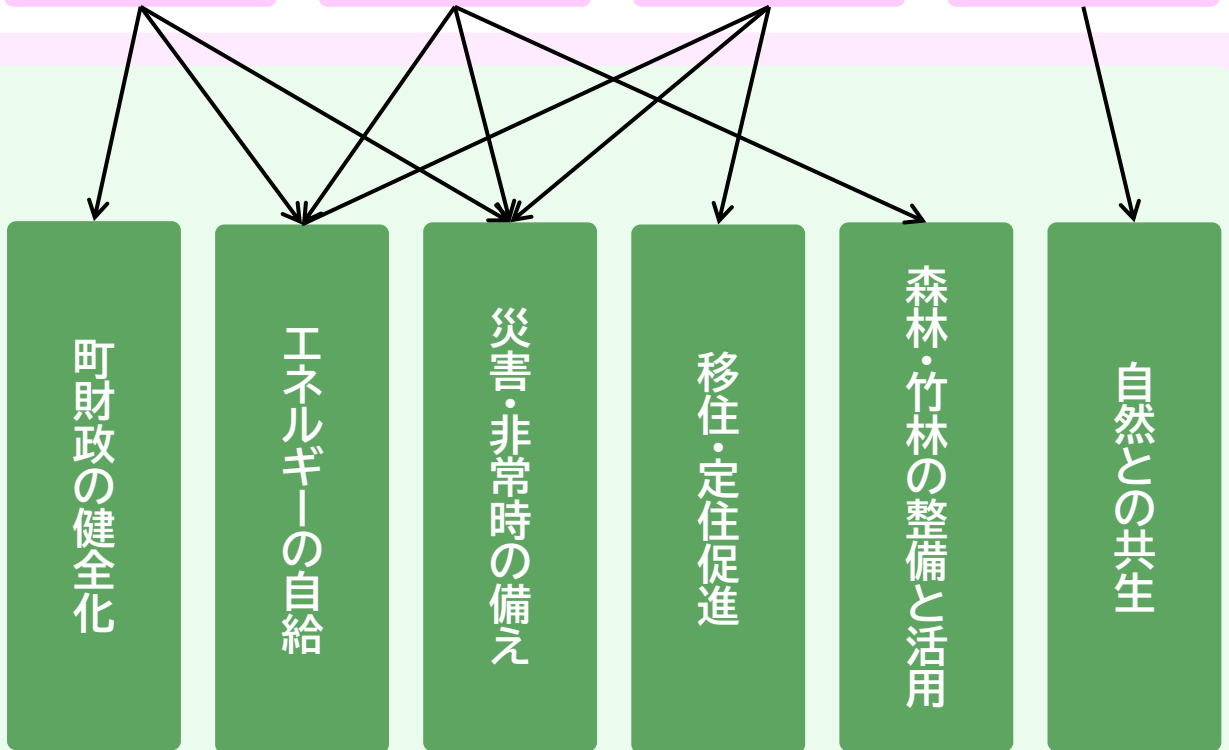 町財政の健全化
エネルギーの自給
災害・非常時の備え
移住・定住促進
森林・竹林の整備と活用
自然との共生